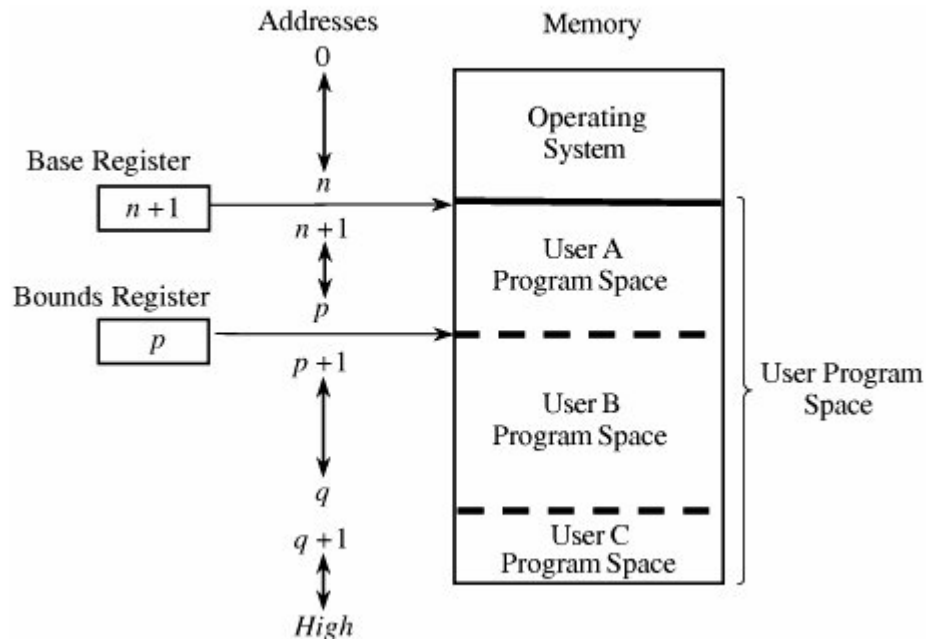 Addresses
Memory
0
Operating
System
Base Register
n
n + 1
n + 1
User A
Program Space
Bounds Register
p
p
p + 1
User Program
Space
User B
Program Space
q
q + 1
User C
Program Space
High